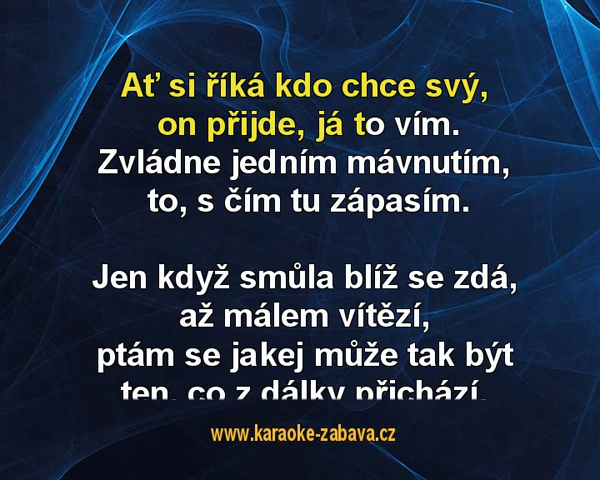 Ať si říká kdo chce svý,
on přijde, já to vím.
Zvládne jedním mávnutím,
to, s čím tu zápasím.
Jen když smůla blíž se zdá,
až málem vítězí,
ptám se jakej může tak být
ten, co z dálky přichází.
www.karaoke-zabava.cz